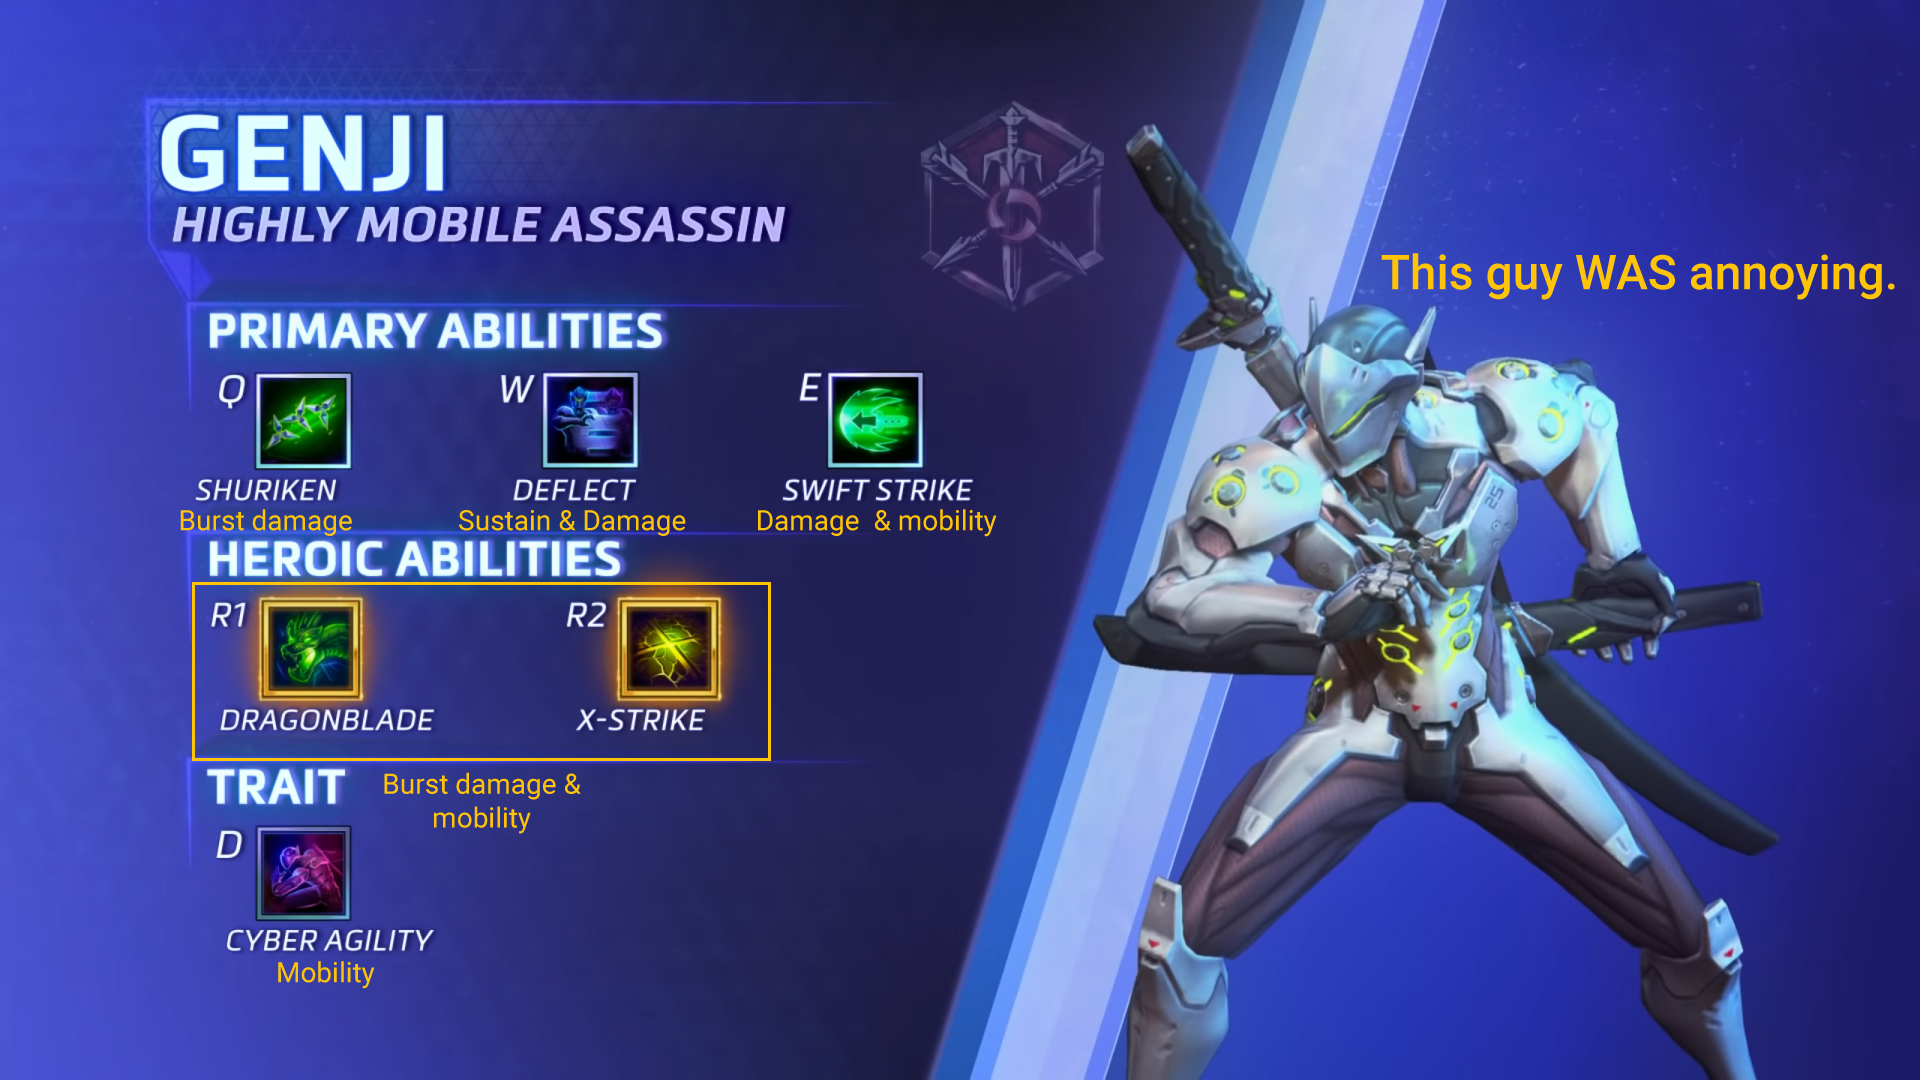 GENJI
HIGHLY MOBILE ASSASSIN
This guy WAS annoying.
PRIMARY ABILITIES
Q
W
E
SHURIKEN
DEFLECT
SWIFT STRIKE
Burst damage
Sustain & Damage
Damage & mobility
HEROIC ABILITIES
R1
R2
DRAGONBLADE
X-STRIKE
TRAIT
Burst damage &
mobility
D
CYBER AGILITY
Mobility
25